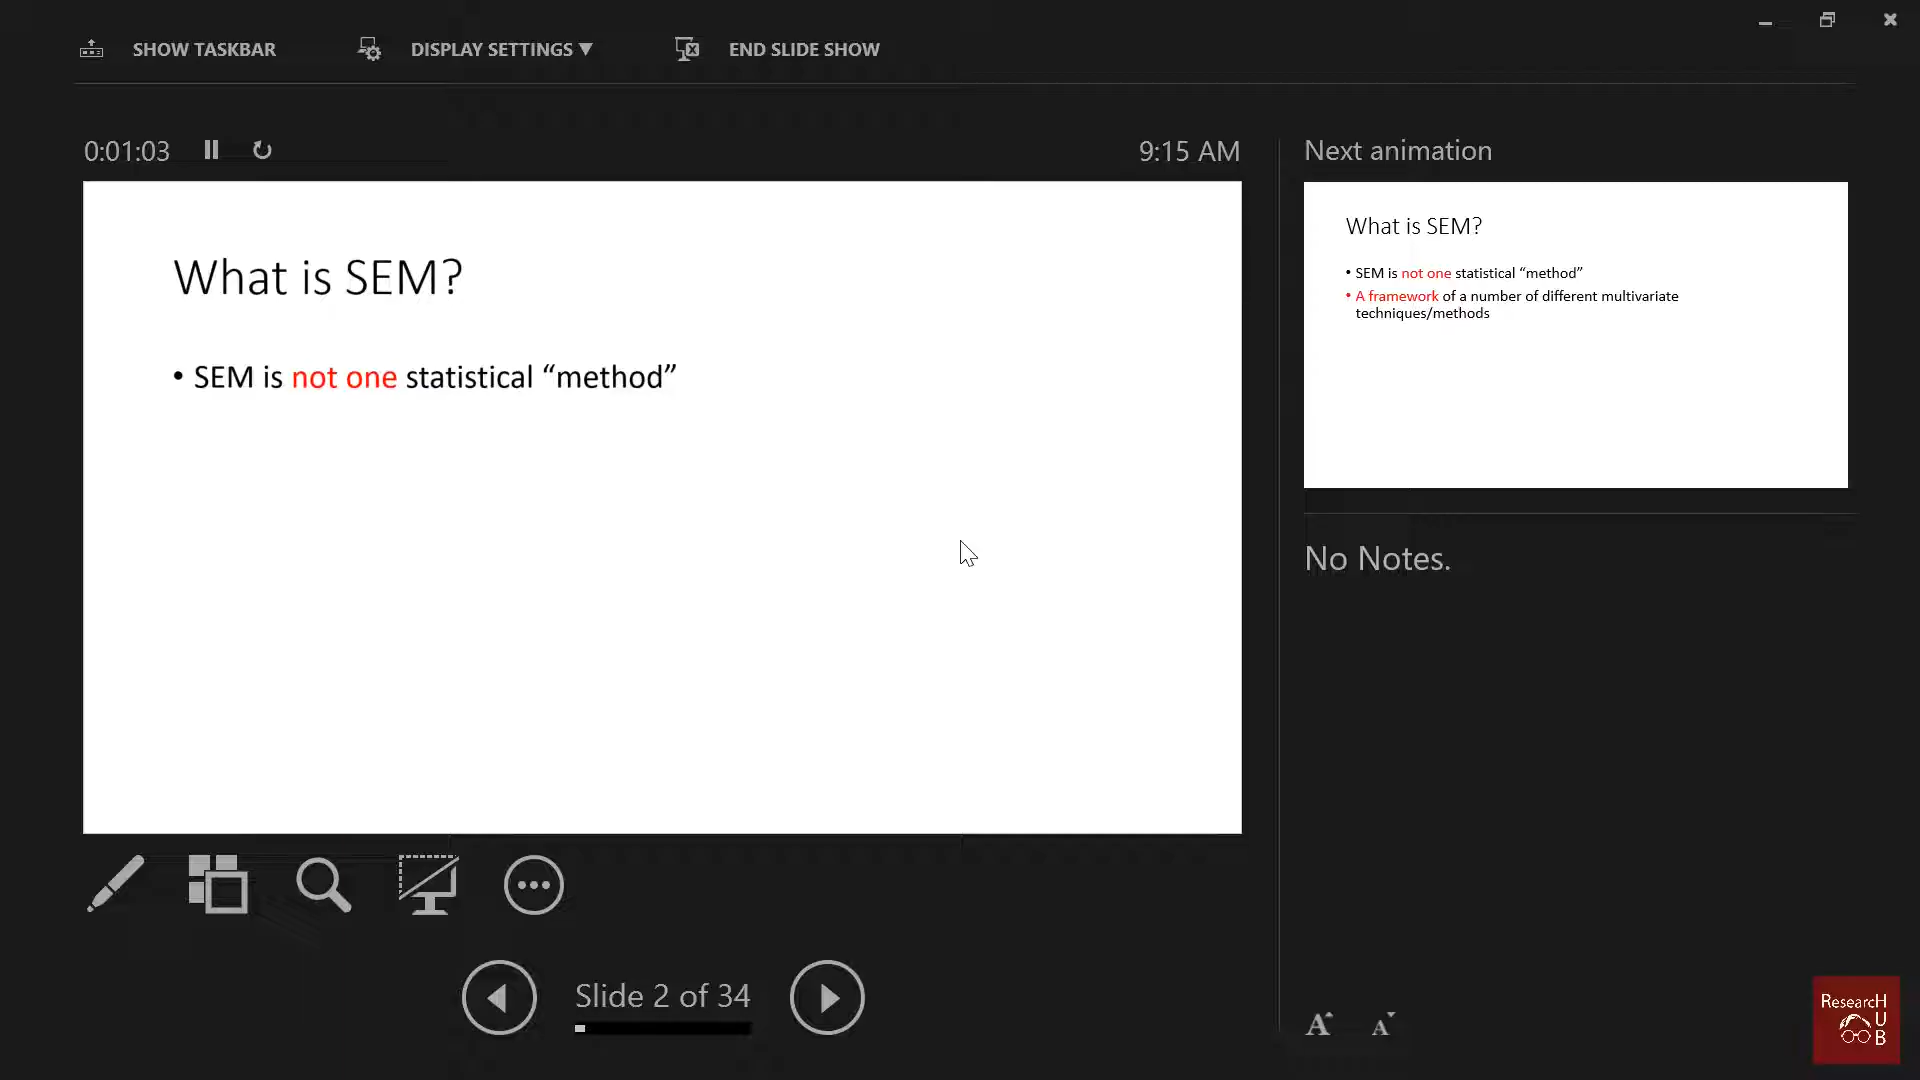 SHOW TASKBAR
DISPLAY SETTINGS ▼
END SLIDE SHOW
0:01:03
9:15 AM
What is SEM?
• SEM is not one statistical “method”
Slide 2 of 34
Next animation
What is SEM?
• SEM is not one statistical “method”
• A framework of a number of different multivariate
techniques/methods
No Notes.
A A
ResearcH
U
B